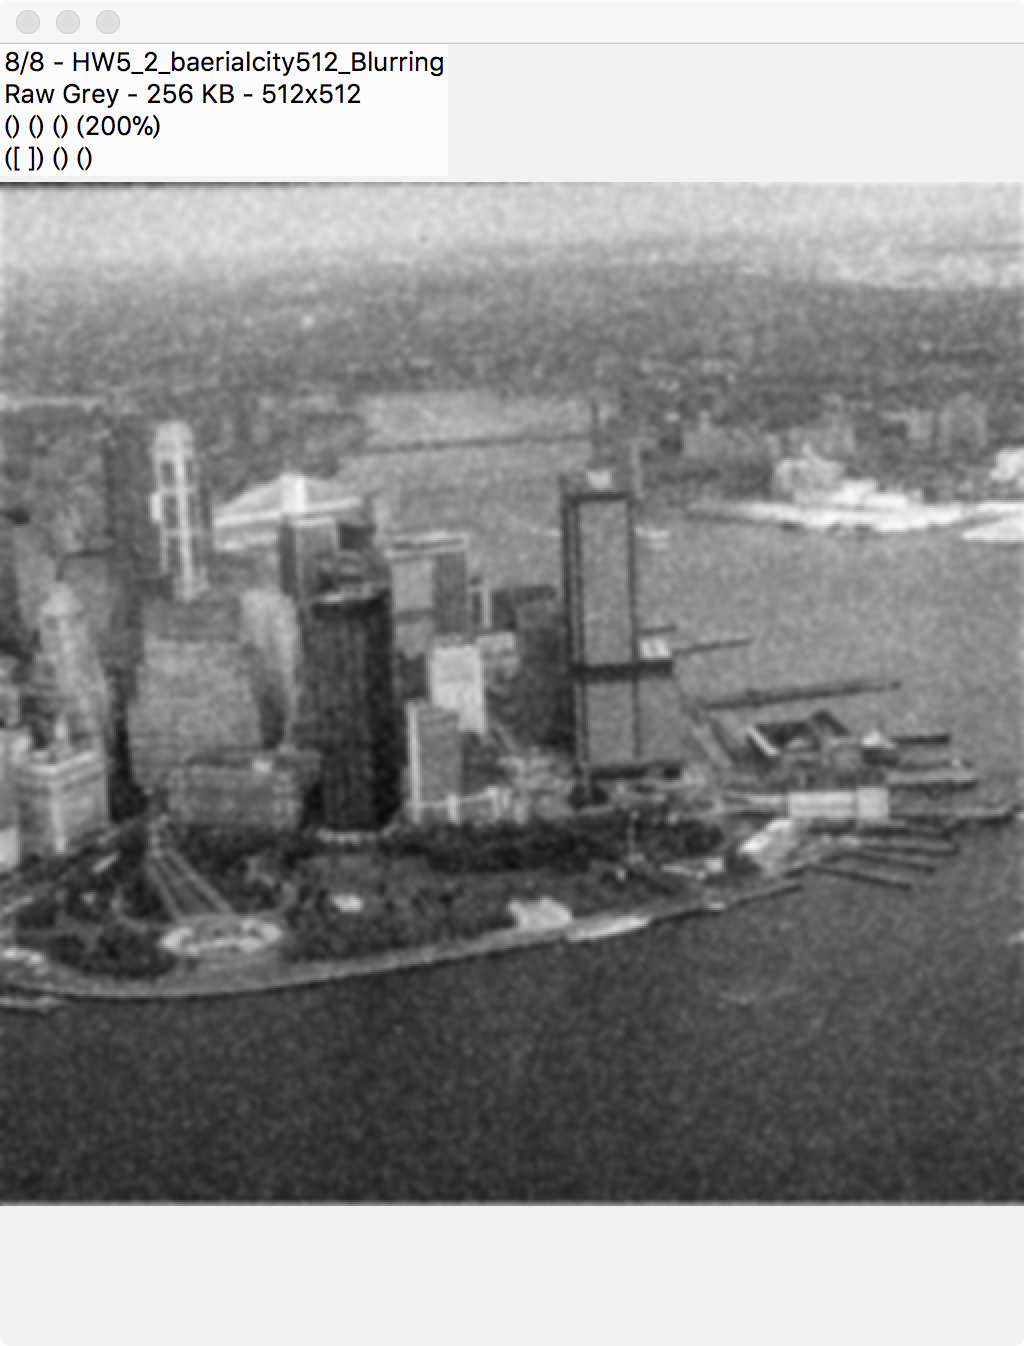 8/8 - HW5_2_baerialcity512_Blurring
Raw Grey - 256 KB - 512x512
() () () (200%)
([ ]) () ()